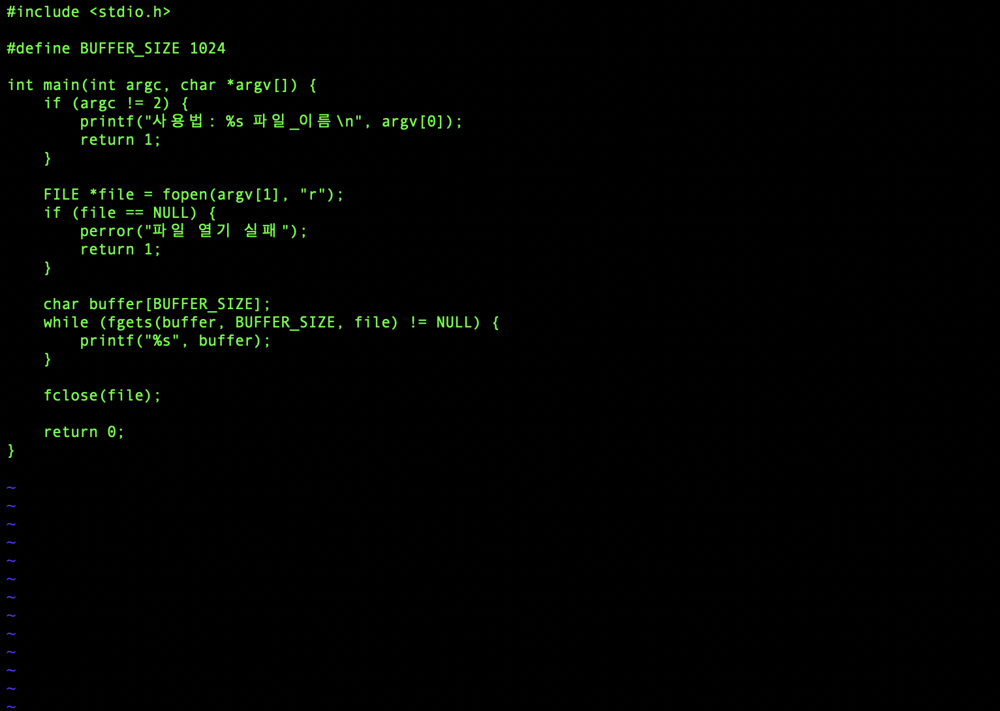 #include <stdio.h>

#define BUFFER_SIZE 1024

int main(int argc, char *argv[]) {
    if (argc != 2) {
        printf("사용법: %s 파일_이름\n", argv[0]);
        return 1;
    }

    FILE *file = fopen(argv[1], "r");
    if (file == NULL) {
        perror("파일 열기 실패");
        return 1;
    }

    char buffer[BUFFER_SIZE];
    while (fgets(buffer, BUFFER_SIZE, file) != NULL) {
        printf("%s", buffer);
    }

    fclose(file);

    return 0;
}

~
~
~
~
~
~
~
~
~
~
~
~
~